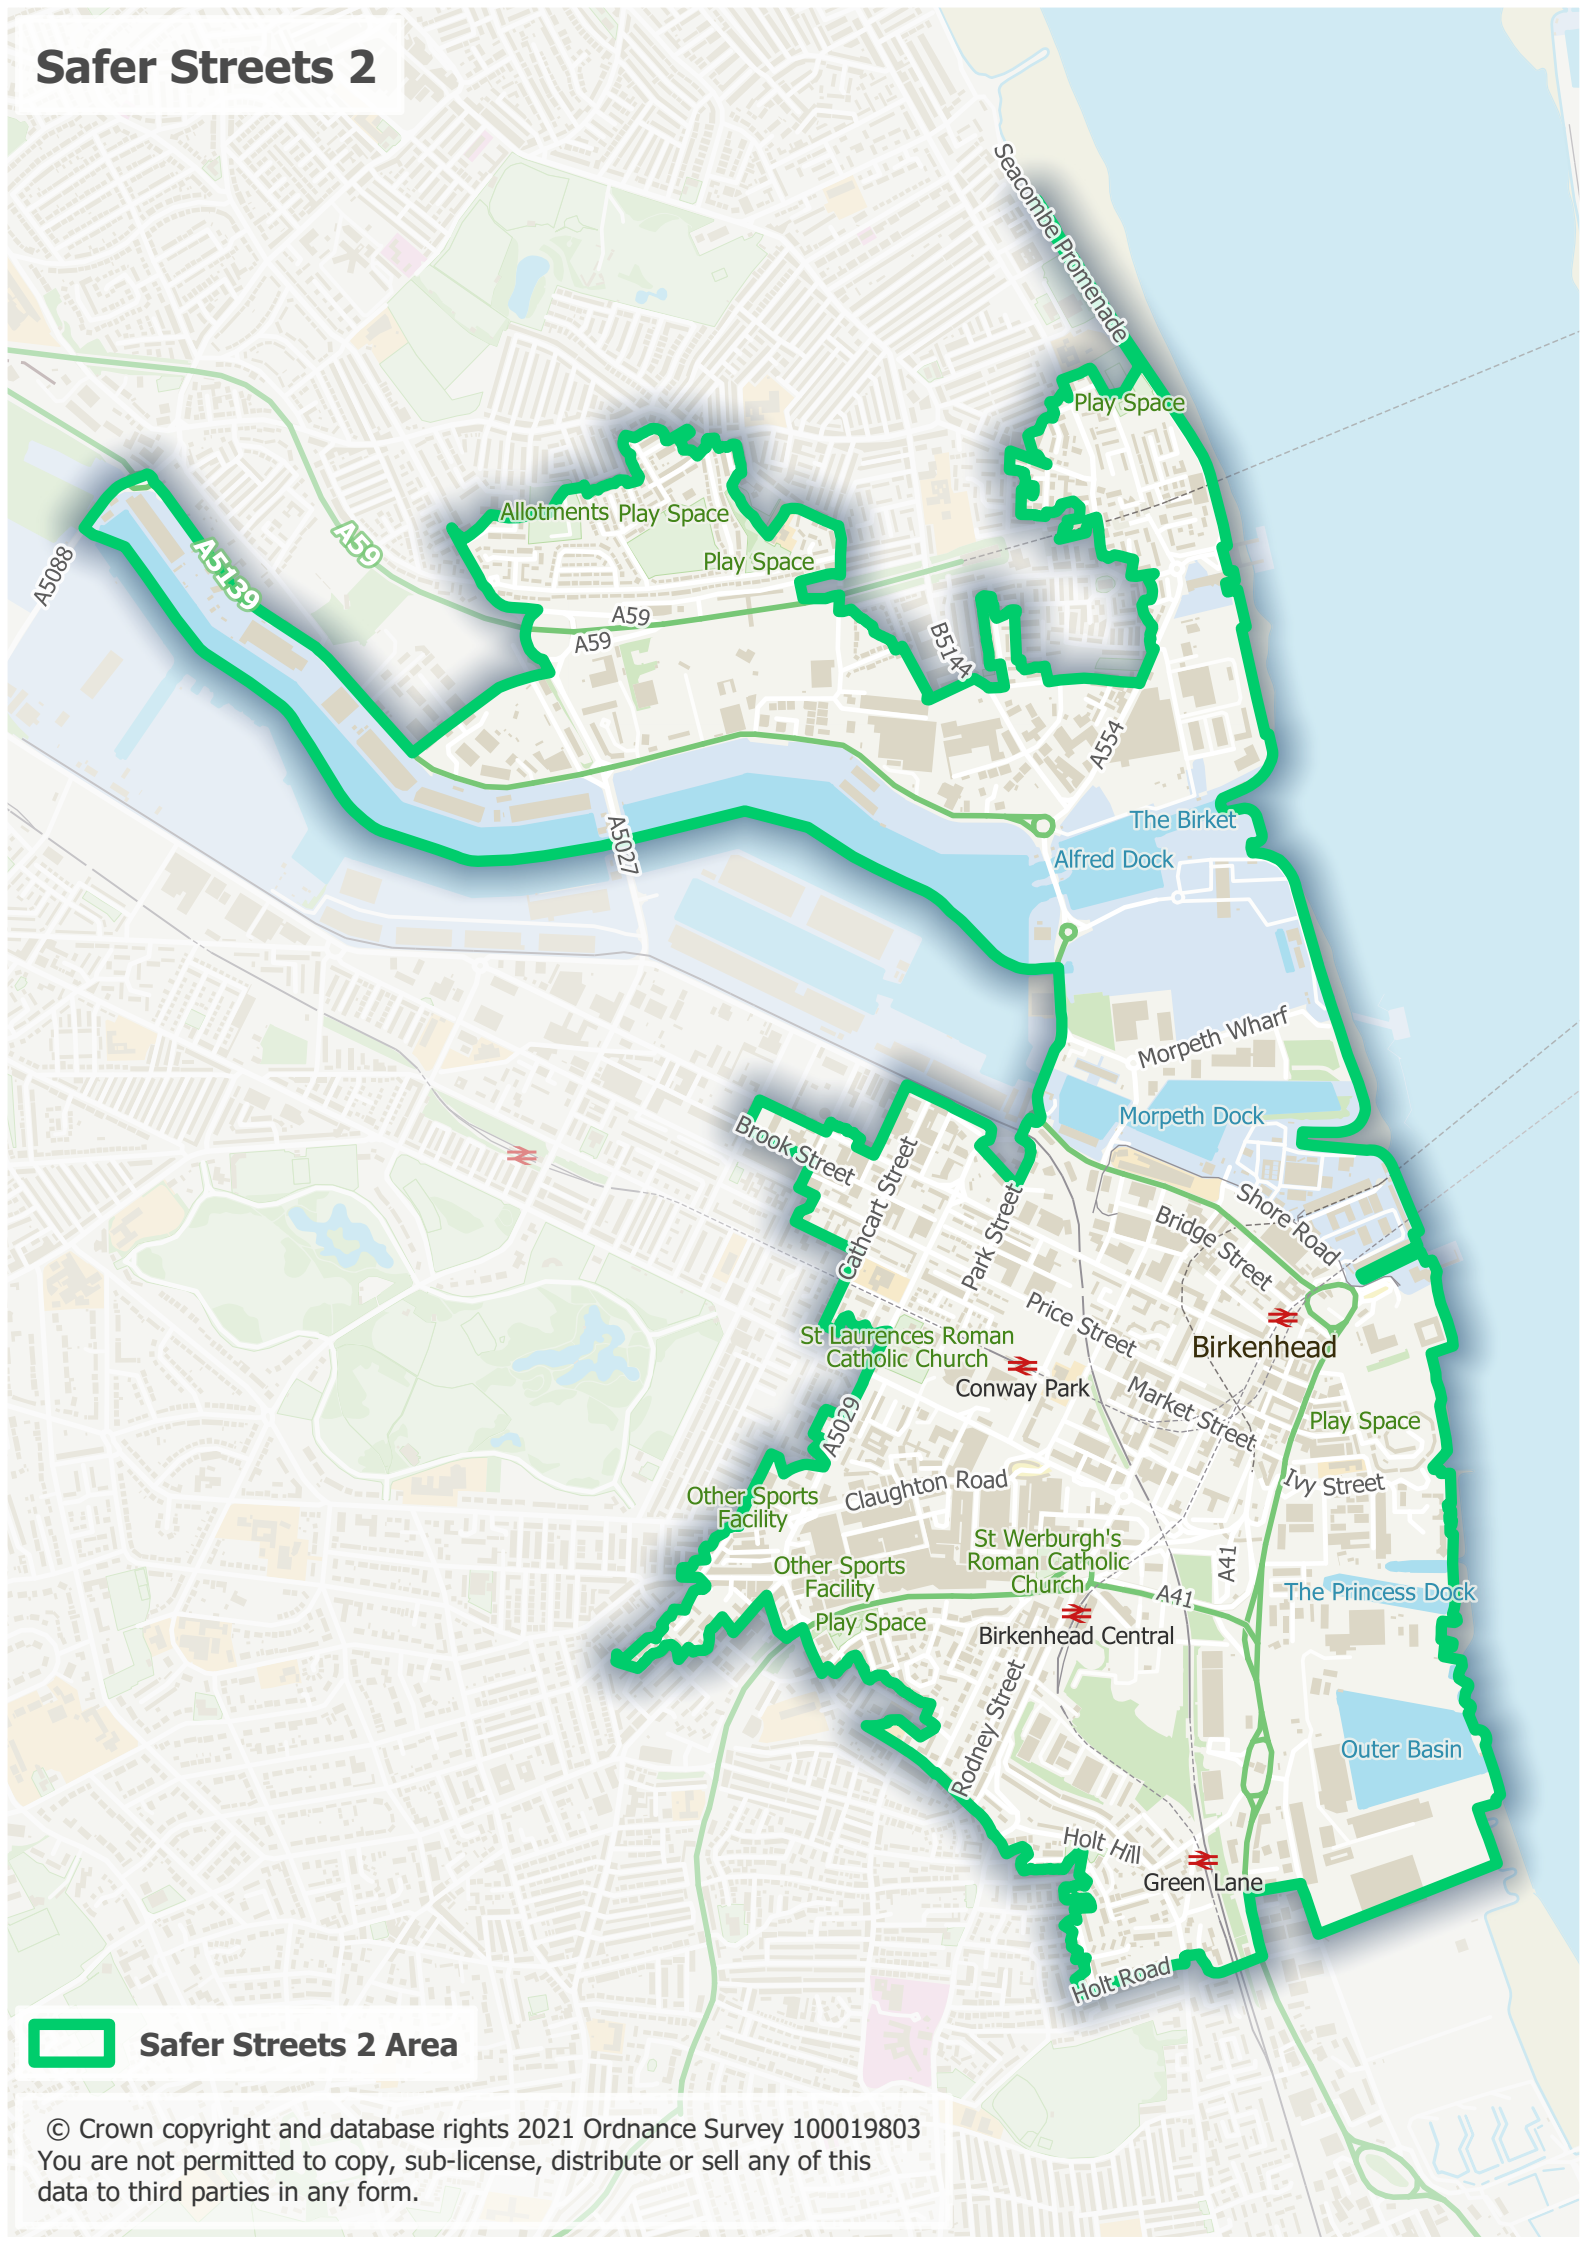 Safer Streets 2
Seacombe Promenade
Play Space
Allotments
Play Space
Play Space
A59
A5139
A5088
A59
A59
B5144
A554
The Birket
A5027
Alfred Dock
Morpeth Wharf
Morpeth Dock
Brook Street
Cathcart Street
Park Street
Shore Road
Bridge Street
Price Street
St Laurences Roman
Catholic Church
Birkenhead
Conway Park
Market Street
A5029
Play Space
Claughton Road
Ivy Street
Other Sports
Facility
St Werburgh's
Roman Catholic
Church
A41
Other Sports
Facility
A41
The Princess Dock
Play Space
Birkenhead Central
Rodney Street
Outer Basin
Holt Hill
Green Lane
Holt Road
Safer Streets 2 Area
© Crown copyright and database rights 2021 Ordnance Survey 100019803
You are not permitted to copy, sub-license, distribute or sell any of this
data to third parties in any form.